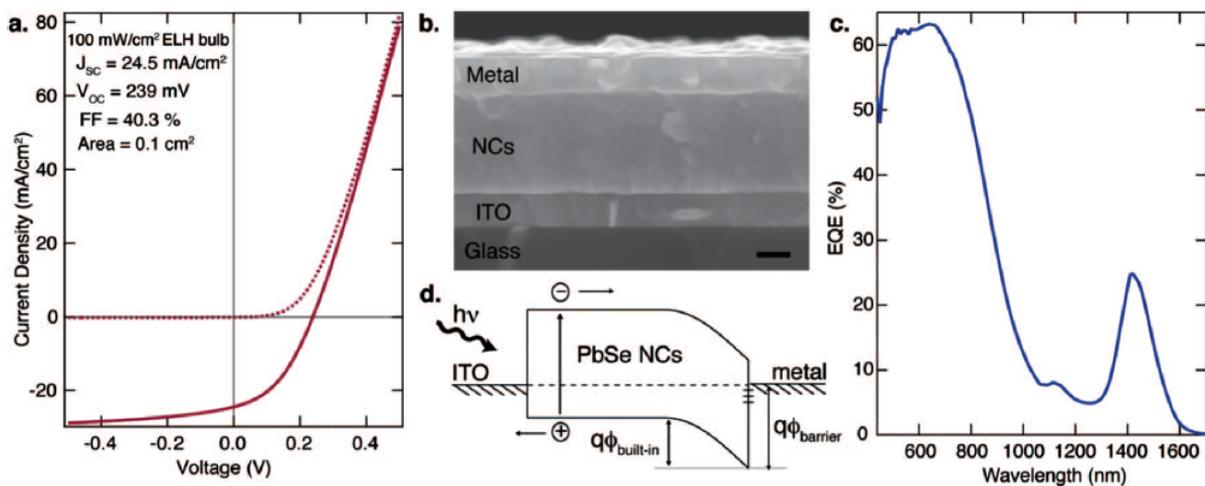 a.
80
60
40
20
0
-20
Current Density (mA/cm²)
100 mW/cm² ELH bulb
J_SC = 24.5 mA/cm²
V_OC = 239 mV
FF = 40.3 %
Area = 0.1 cm²
-0.4 -0.2 0.0 0.2 0.4
Voltage (V)
b.
Metal
NCs
ITO
Glass
d.
hν
−
PbSe NCs
ITO
metal
+
qϕbuilt-in
qϕbarrier
c.
60
50
40
30
20
10
0
EQE (%)
600 800 1000 1200 1400 1600
Wavelength (nm)